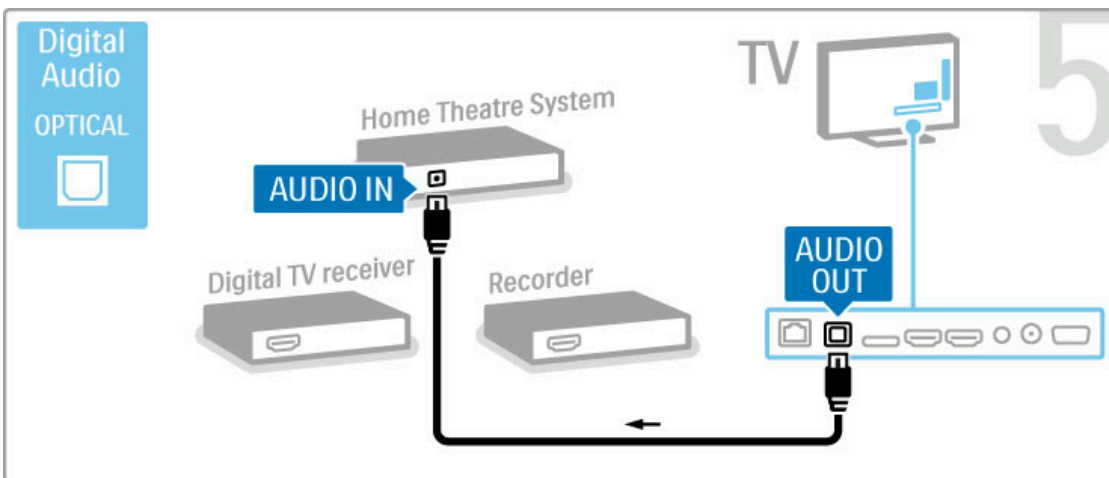 Digital
Audio
OPTICAL
TV
5
Home Theatre System
AUDIO IN
Digital TV receiver
Recorder
AUDIO
OUT